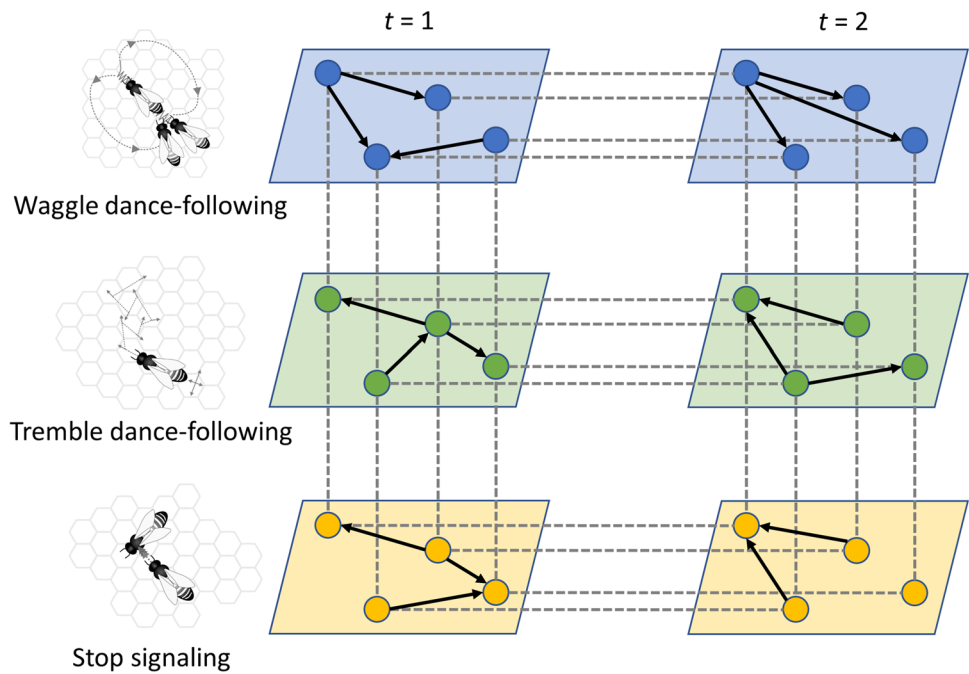 t = 1
t = 2
Waggle dance-following
Tremble dance-following
Stop signaling